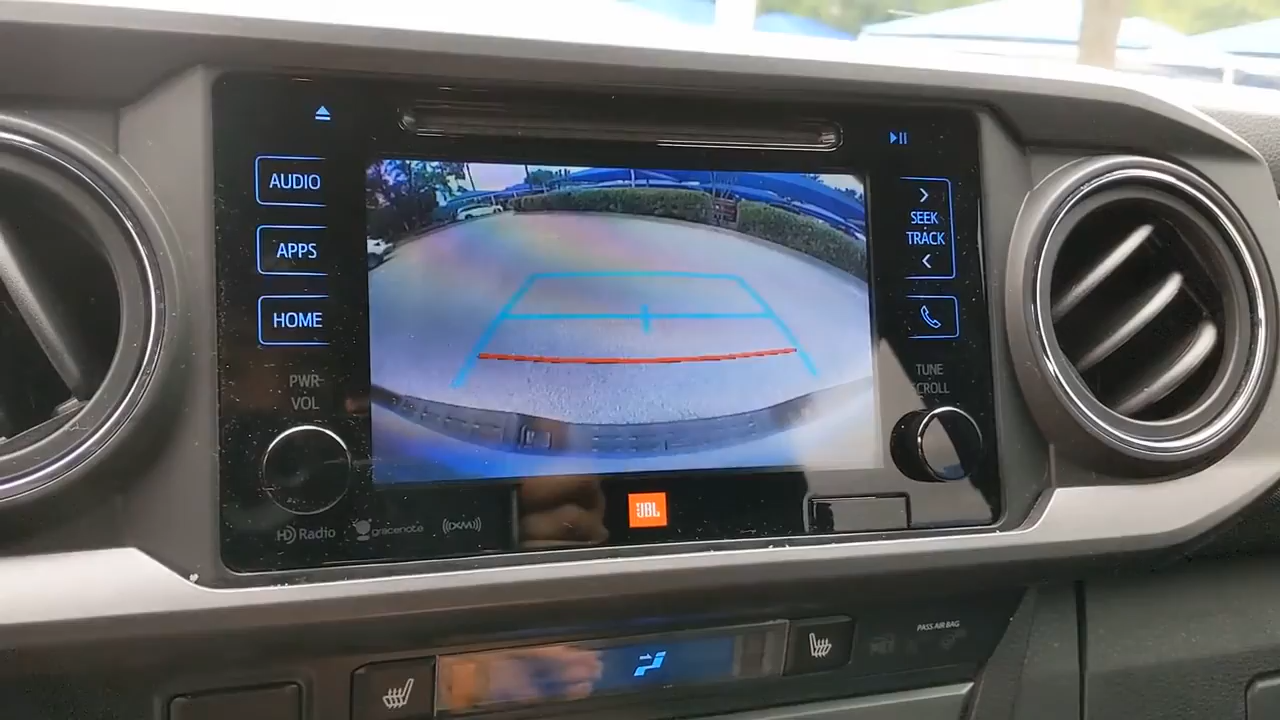 AUDIO
APPS
HOME
PWR
VOL
HD Radio
gracenote
((XM))
JBL
SEEK
TRACK
TUNE
SCROLL
PASS AIR BAG